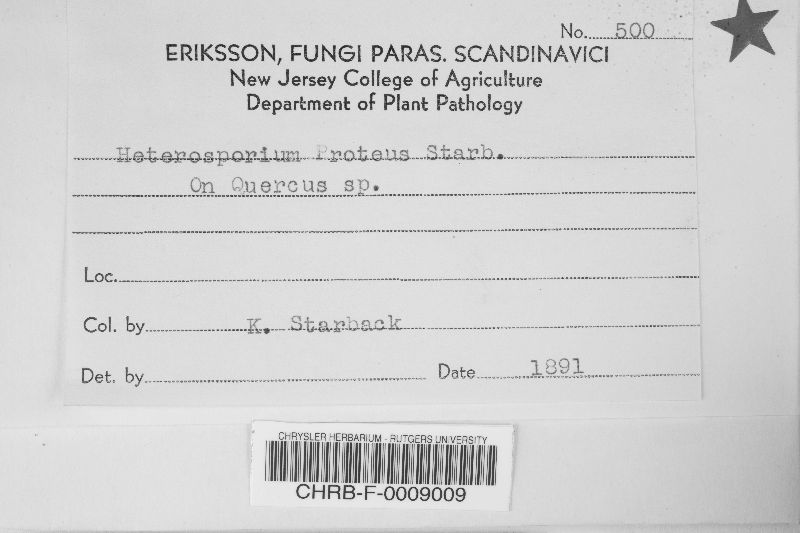 No. 500
ERIKSSON, FUNGI PARAS. SCANDINAVICI
New Jersey College of Agriculture
Department of Plant Pathology
Heterosporium Proteus Starb.
On Quercus sp.
Loc.
Col. by K. Starback
Det. by Date 1891
CHRYSLER HERBARIUM - RUTGERS UNIVERSITY
CHRB-F-0009009